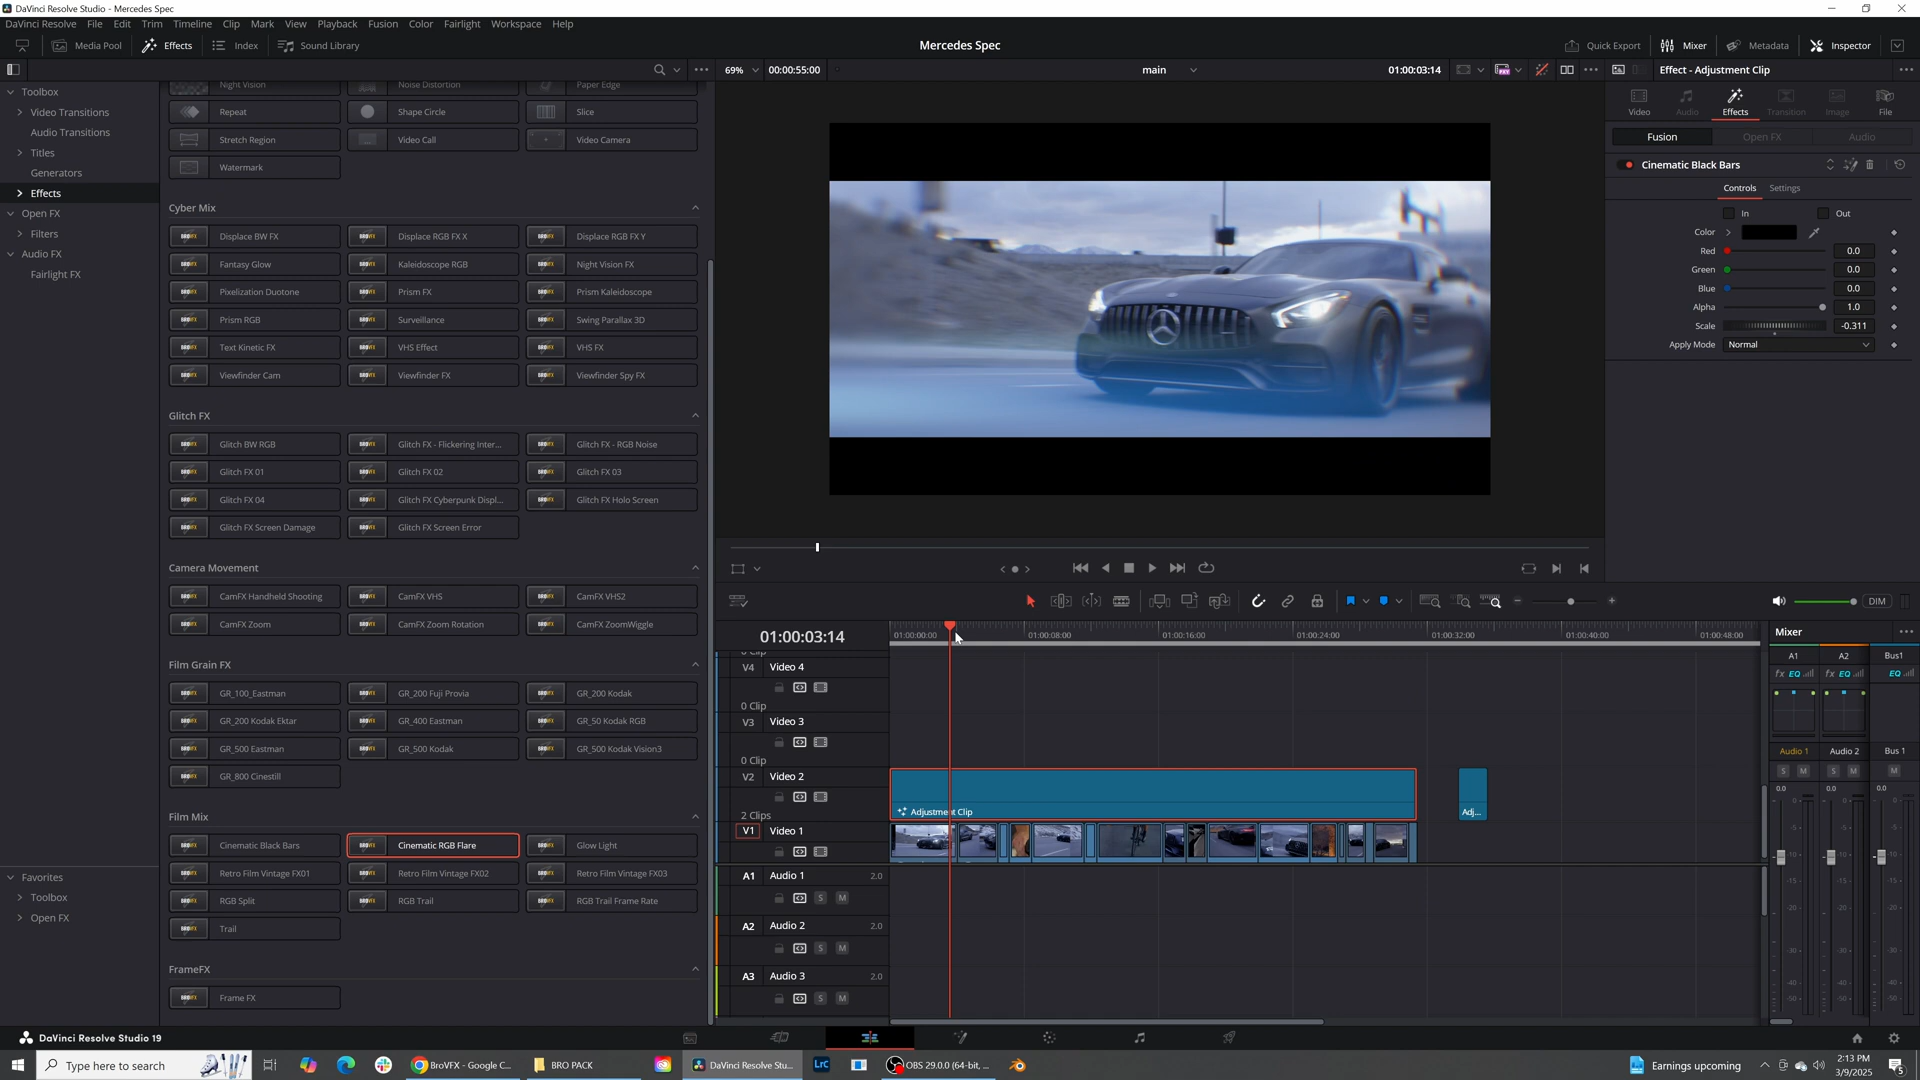 DaVinci Resolve Studio - Mercedes Spec
DaVinci Resolve File Edit Trim Timeline Clip Mark View Playback Fusion Color Fairlight Workspace Help
Media Pool Effects Index Sound Library Mercedes Spec Quick Export Mixer Metadata Inspector
69% 00:00:55:00 main 01:00:03:14 Effect - Adjustment Clip
Toolbox
Video Transitions
Audio Transitions
Titles
Generators
Effects
Open FX
Filters
Audio FX
Fairlight FX
Favorites
Toolbox
Open FX
Night Vision Noise Distortion Paper Edge
Repeat Shape Circle Slice
Stretch Region Video Call Video Camera
Watermark
Cyber Mix
Displace BW FX Displace RGB FX X Displace RGB FX Y
Fantasy Glow Kaleidoscope RGB Night Vision FX
Pixelization Duotone Prism FX Prism Kaleidoscope
Prism RGB Surveillance Swing Parallax 3D
Text Kinetic FX VHS Effect VHS FX
Viewfinder Cam Viewfinder FX Viewfinder Spy FX
Glitch FX
Glitch BW RGB Glitch FX - Flickering Inter... Glitch FX - RGB Noise
Glitch FX 01 Glitch FX 02 Glitch FX 03
Glitch FX 04 Glitch FX Cyberpunk Displ... Glitch FX Holo Screen
Glitch FX Screen Damage Glitch FX Screen Error
Camera Movement
CamFX Handheld Shooting CamFX VHS CamFX VHS2
CamFX Zoom CamFX Zoom Rotation CamFX ZoomWiggle
Film Grain FX
GR_100_Eastman GR_200 Fuji Provia GR_200 Kodak
GR_200 Kodak Ektar GR_400 Eastman GR_50 Kodak RGB
GR_500 Eastman GR_500 Kodak GR_500 Kodak Vision3
GR_800 Cinestill
Film Mix
Cinematic Black Bars Cinematic RGB Flare Glow Light
Retro Film Vintage FX01 Retro Film Vintage FX02 Retro Film Vintage FX03
RGB Split RGB Trail RGB Trail Frame Rate
Trail
FrameFX
Frame FX
Video Audio Effects Transition Image File
Fusion Open FX Audio
Cinematic Black Bars
Controls Settings
In Out
Color
Red 0.0
Green 0.0
Blue 0.0
Alpha 1.0
Scale -0.311
Apply Mode Normal
DIM
01:00:03:14 01:00:00:00 01:00:08:00 01:00:16:00 01:00:24:00 01:00:32:00 01:00:40:00 01:00:48:00
0 Clip
V4 Video 4
0 Clip
V3 Video 3
0 Clip
V2 Video 2
2 Clips
Adjustment Clip Adj...
V1 Video 1
A1 Audio 1 2.0
S M
A2 Audio 2 2.0
S M
A3 Audio 3 2.0
S M
Mixer
A1 A2 Bus1
fx EQ fx EQ EQ
Audio 1 Audio 2 Bus 1
S M S M M
0.0 0.0 0.0
DaVinci Resolve Studio 19
Type here to search BroVFX - Google C... BRO PACK DaVinci Resolve Stu... Lrc OBS 29.0.0 (64-bit, ... Earnings upcoming 2:13 PM
3/9/2025 5